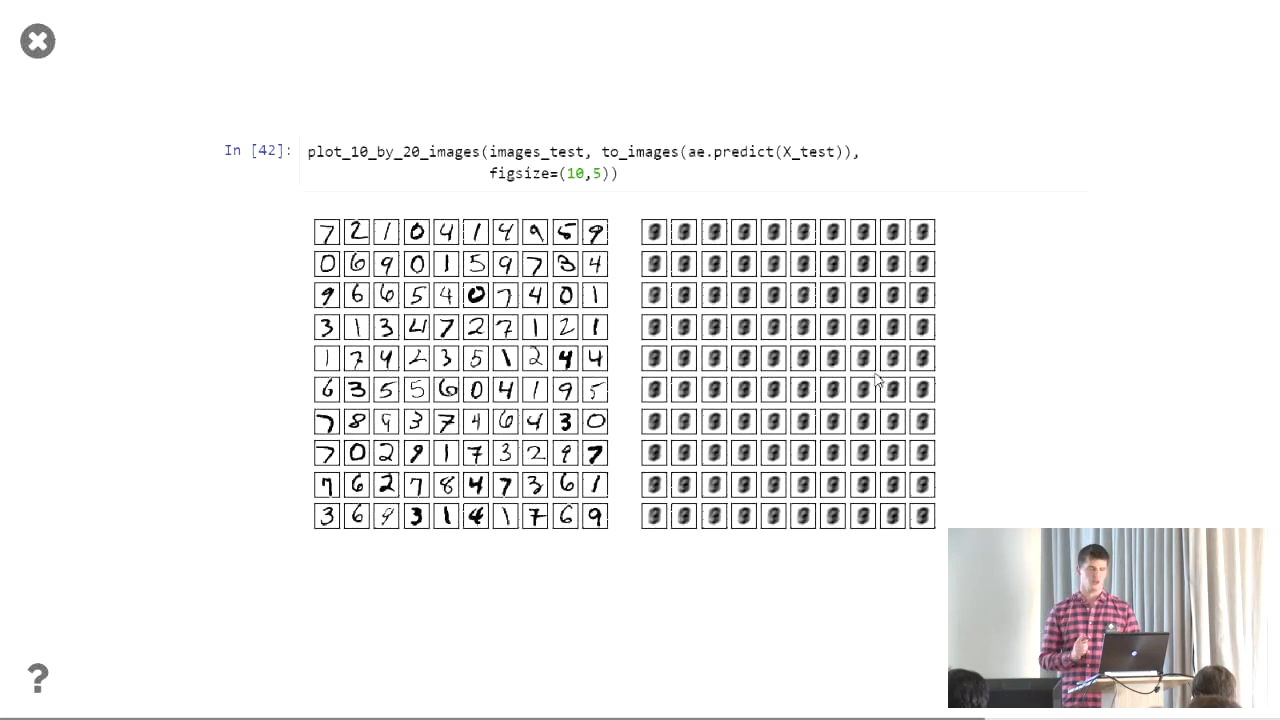 In [42]: plot_10_by_20_images(images_test, to_images(ae.predict(X_test)),
figsize=(10,5))
7 2 1 0 4 1 4 9 5 9
0 6 9 0 1 5 9 7 3 4
9 6 6 5 4 0 7 4 0 1
3 1 3 4 7 2 7 1 2 1
1 7 4 2 3 5 1 2 4 4
6 3 5 5 6 0 4 1 9 5
7 8 9 3 7 4 6 4 3 0
7 0 2 9 1 7 3 2 9 7
7 6 2 7 8 4 7 3 6 1
3 6 9 3 1 4 1 7 6 9
?